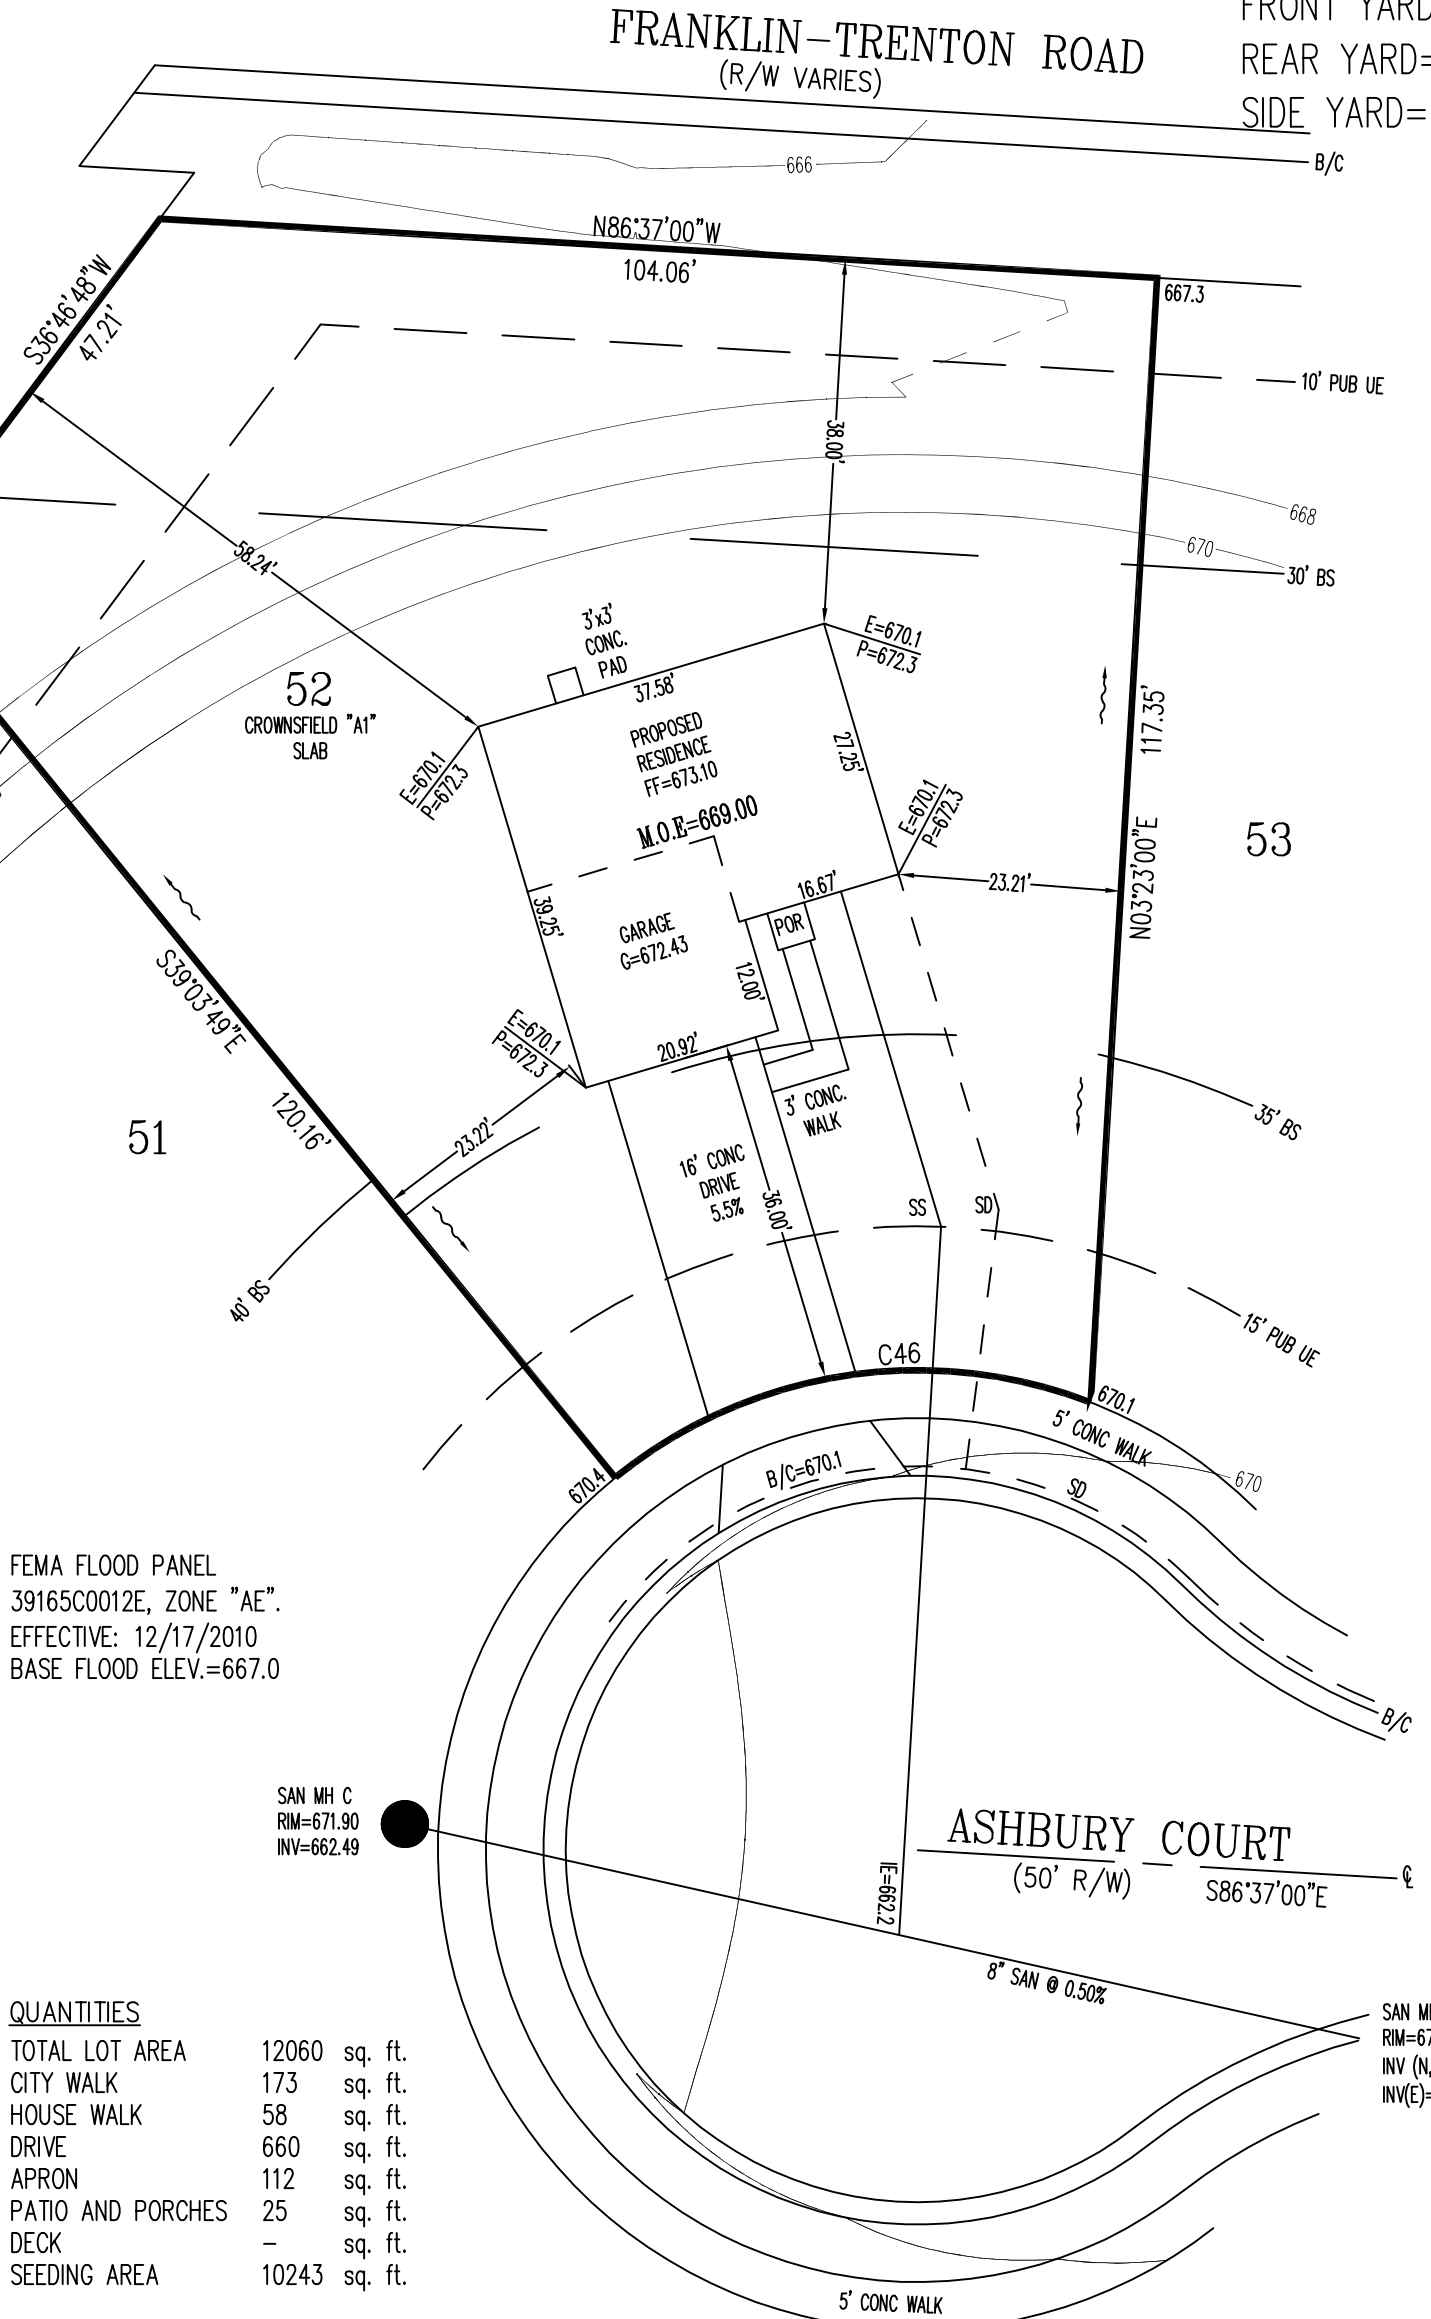 FRONT YARD
REAR YARD=
SIDE YARD=
FRANKLIN-TRENTON ROAD
(R/W VARIES)
B/C
666
N86°37'00"W
104.06'
667.3
S36°46'48"W
47.21'
10' PUB UE
38.00'
668
670
30' BS
58.24'
3'x3'
CONC.
PAD
E=670.1
P=672.3
37.58'
52
CROWNSFIELD "A1"
SLAB
PROPOSED
RESIDENCE
FF=673.10
M.O.E=669.00
27.25'
E=670.1
P=672.3
E=670.1
P=672.3
117.35'
N03°23'00"E
53
23.21'
16.67'
POR
39.25'
GARAGE
G=672.43
12.00'
S39°03'49"E
120.16'
E=670.1
P=672.3
20.92'
51
23.22'
3' CONC.
WALK
35' BS
16' CONC
DRIVE
5.5%
36.00'
SS
SD
40' BS
15' PUB UE
C46
670.1
5' CONC WALK
670.4
B/C=670.1
SD
670
FEMA FLOOD PANEL
39165C0012E, ZONE "AE".
EFFECTIVE: 12/17/2010
BASE FLOOD ELEV.=667.0
B/C
SAN MH C
RIM=671.90
INV=662.49
ASHBURY COURT
(50' R/W)
S86°37'00"E
℄
IE=662.2
8" SAN @ 0.50%
SAN M
RIM=67
INV (N,
INV(E)=
QUANTITIES
TOTAL LOT AREA 12060 sq. ft.
CITY WALK 173 sq. ft.
HOUSE WALK 58 sq. ft.
DRIVE 660 sq. ft.
APRON 112 sq. ft.
PATIO AND PORCHES 25 sq. ft.
DECK - sq. ft.
SEEDING AREA 10243 sq. ft.
5' CONC WALK